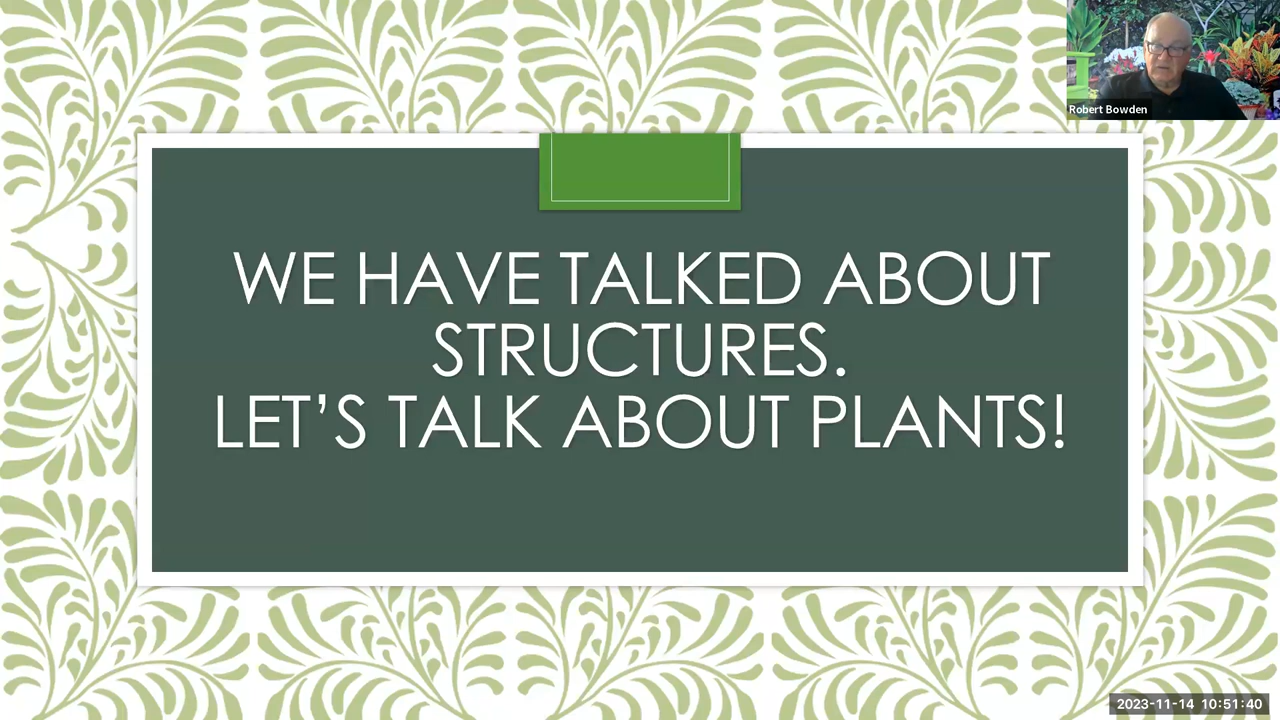 Robert Bowden
WE HAVE TALKED ABOUT
STRUCTURES.
LET’S TALK ABOUT PLANTS!
2023-11-14 10:51:40